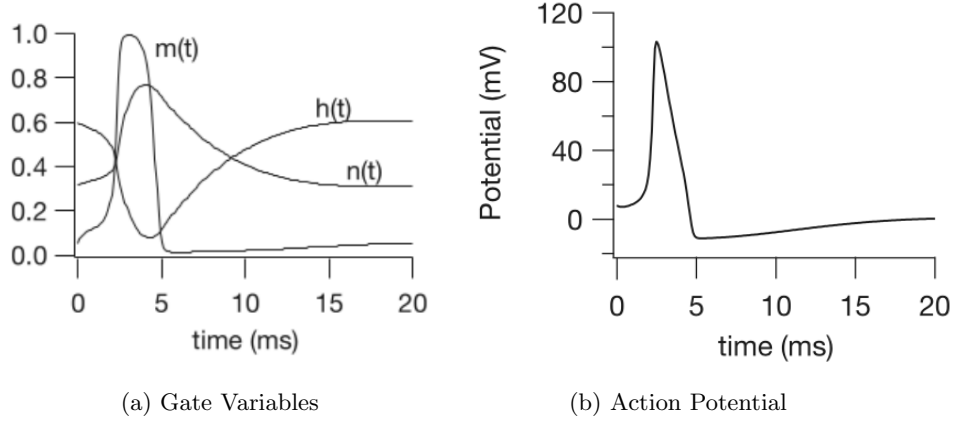 1.0
0.8
0.6
0.4
0.2
0.0
m(t)
h(t)
n(t)
0 5 10 15 20
time (ms)
(a) Gate Variables
120
80
40
0
Potential (mV)
0 5 10 15 20
time (ms)
(b) Action Potential